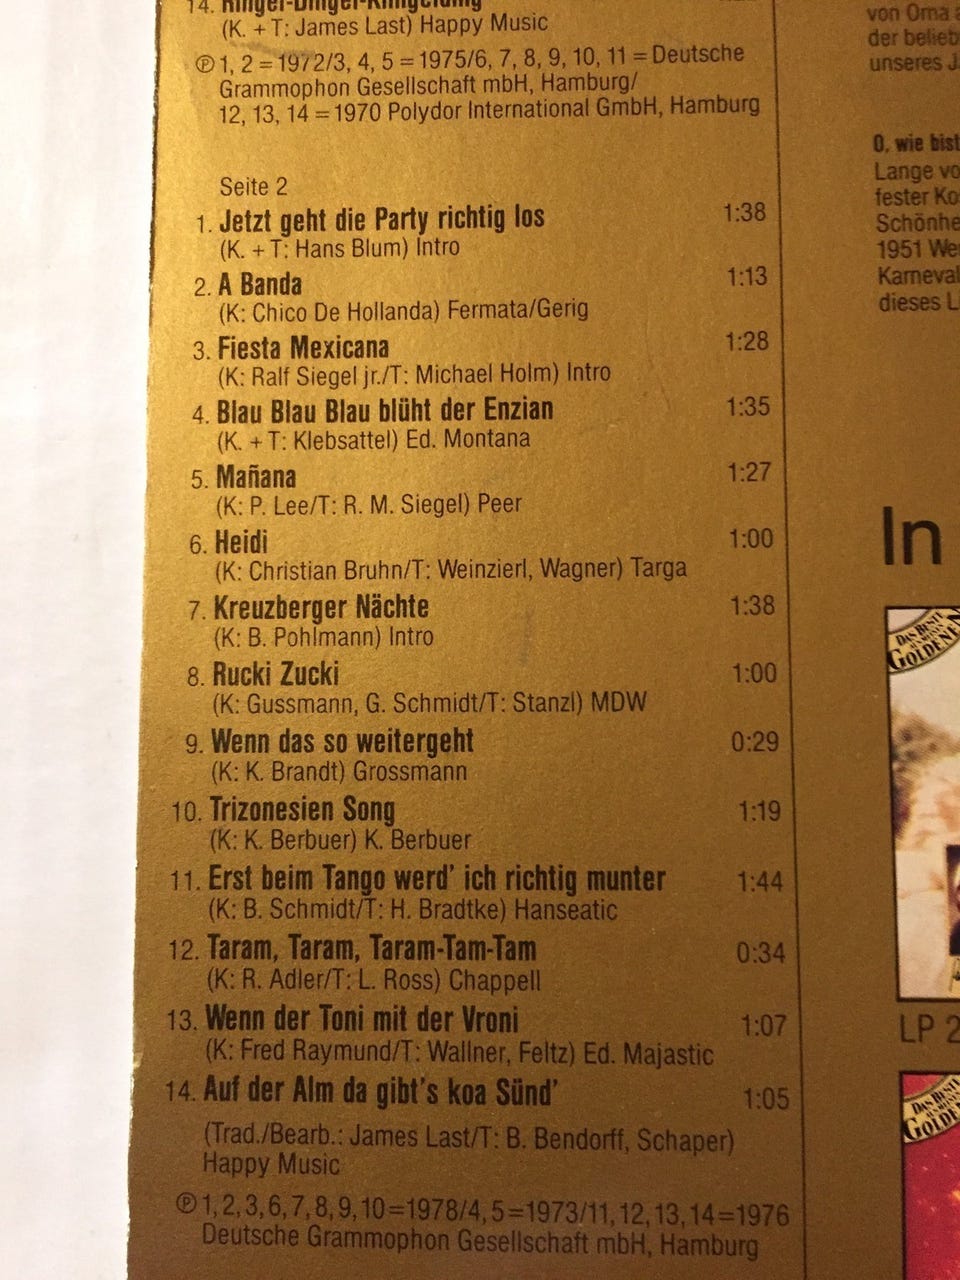 14. Ringel-Dingel-Klingeling
(K. + T: James Last) Happy Music
℗ 1, 2 = 1972/3, 4, 5 = 1975/6, 7, 8, 9, 10, 11 = Deutsche
Grammophon Gesellschaft mbH, Hamburg/
12, 13, 14 = 1970 Polydor International GmbH, Hamburg
Seite 2
1. Jetzt geht die Party richtig los 1:38
(K. + T: Hans Blum) Intro
2. A Banda 1:13
(K: Chico De Hollanda) Fermata/Gerig
3. Fiesta Mexicana 1:28
(K: Ralf Siegel jr./T: Michael Holm) Intro
4. Blau Blau Blau blüht der Enzian 1:35
(K. + T: Klebsattel) Ed. Montana
5. Mañana 1:27
(K: P. Lee/T: R. M. Siegel) Peer
6. Heidi 1:00
(K: Christian Bruhn/T: Weinzierl, Wagner) Targa
7. Kreuzberger Nächte 1:38
(K: B. Pohlmann) Intro
8. Rucki Zucki 1:00
(K: Gussmann, G. Schmidt/T: Stanzl) MDW
9. Wenn das so weitergeht 0:29
(K: K. Brandt) Grossmann
10. Trizonesien Song 1:19
(K: K. Berbuer) K. Berbuer
11. Erst beim Tango werd' ich richtig munter 1:44
(K: B. Schmidt/T: H. Bradtke) Hanseatic
12. Taram, Taram, Taram-Tam-Tam 0:34
(K: R. Adler/T: L. Ross) Chappell
13. Wenn der Toni mit der Vroni 1:07
(K: Fred Raymund/T: Wallner, Feltz) Ed. Majastic
14. Auf der Alm da gibt's koa Sünd' 1:05
(Trad./Bearb.: James Last/T: B. Bendorff, Schaper)
Happy Music
℗ 1,2,3,6,7,8,9,10=1978/4,5=1973/11,12,13,14=1976
Deutsche Grammophon Gesellschaft mbH, Hamburg
von Oma
der belieb
unseres J
O, wie bist
Lange vo
fester Ko
Schönhe
1951 We
Karneval
dieses L
In
DAS BESTE
GOLDENEN
LP 2
DAS BESTE
GOLDEN